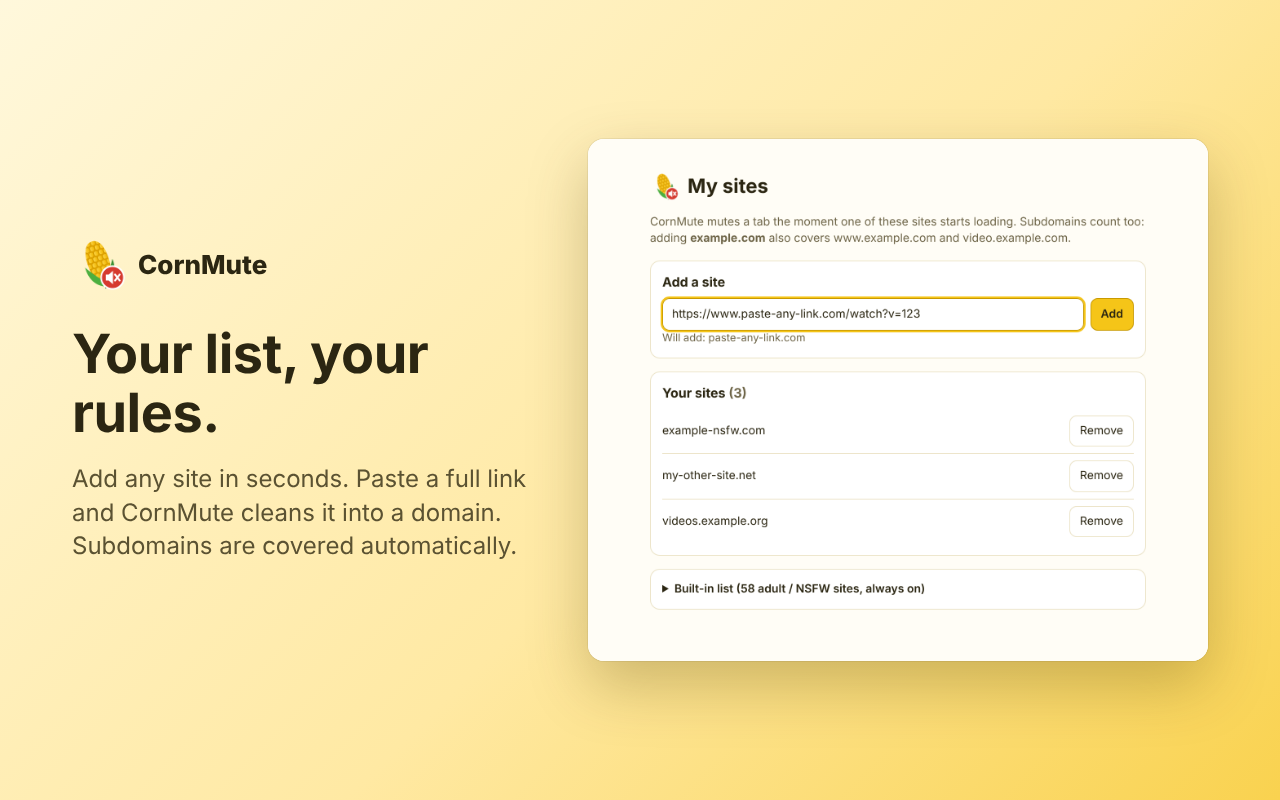 CornMute
Your list, your
rules.
Add any site in seconds. Paste a full link
and CornMute cleans it into a domain.
Subdomains are covered automatically.
My sites
CornMute mutes a tab the moment one of these sites starts loading. Subdomains count too:
adding example.com also covers www.example.com and video.example.com.
Add a site
https://www.paste-any-link.com/watch?v=123
Add
Will add: paste-any-link.com
Your sites (3)
example-nsfw.com
Remove
my-other-site.net
Remove
videos.example.org
Remove
Built-in list (58 adult / NSFW sites, always on)